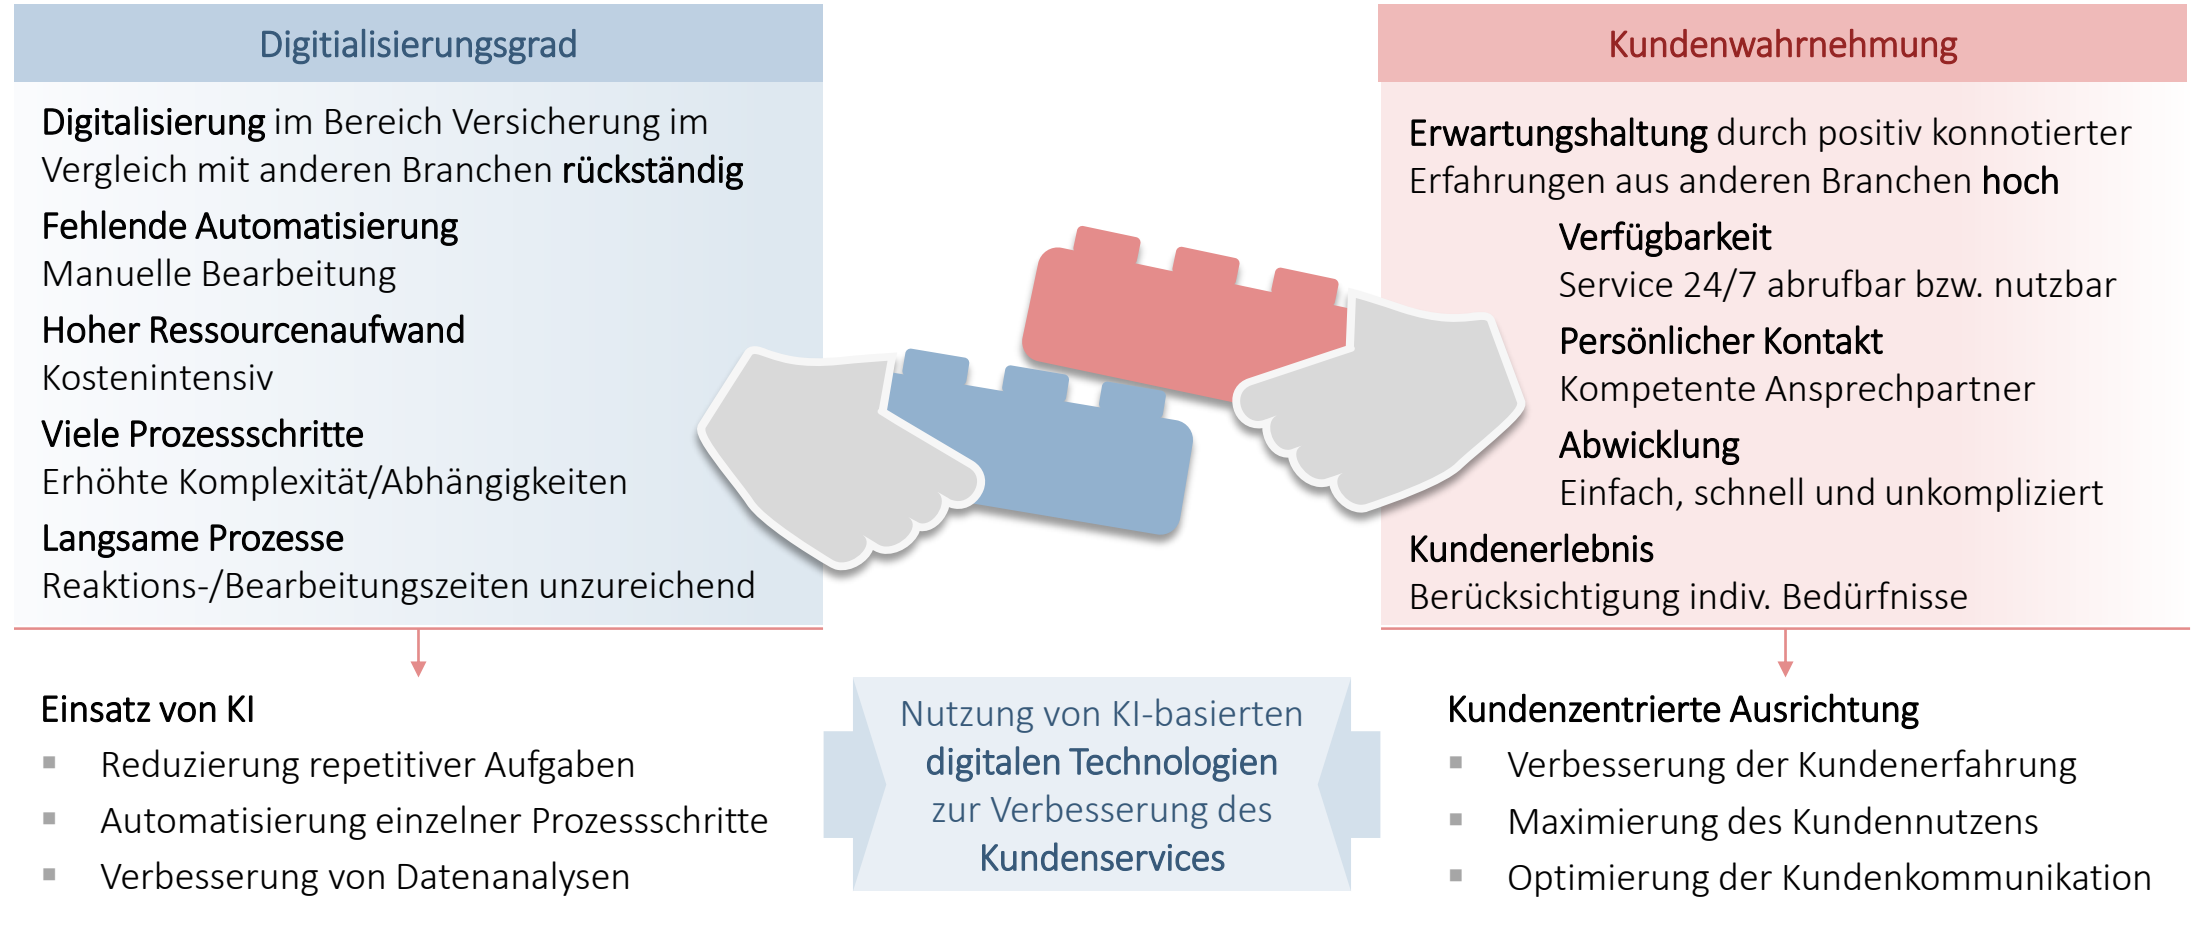 Digitialisierungsgrad
Digitalisierung im Bereich Versicherung im
Vergleich mit anderen Branchen rückständig
Fehlende Automatisierung
Manuelle Bearbeitung
Hoher Ressourcenaufwand
Kostenintensiv
Viele Prozessschritte
Erhöhte Komplexität/Abhängigkeiten
Langsame Prozesse
Reaktions-/Bearbeitungszeiten unzureichend
Einsatz von KI
▪ Reduzierung repetitiver Aufgaben
▪ Automatisierung einzelner Prozessschritte
▪ Verbesserung von Datenanalysen
Nutzung von KI-basierten
digitalen Technologien
zur Verbesserung des
Kundenservices
Kundenwahrnehmung
Erwartungshaltung durch positiv konnotierter
Erfahrungen aus anderen Branchen hoch
Verfügbarkeit
Service 24/7 abrufbar bzw. nutzbar
Persönlicher Kontakt
Kompetente Ansprechpartner
Abwicklung
Einfach, schnell und unkompliziert
Kundenerlebnis
Berücksichtigung indiv. Bedürfnisse
Kundenzentrierte Ausrichtung
▪ Verbesserung der Kundenerfahrung
▪ Maximierung des Kundennutzens
▪ Optimierung der Kundenkommunikation